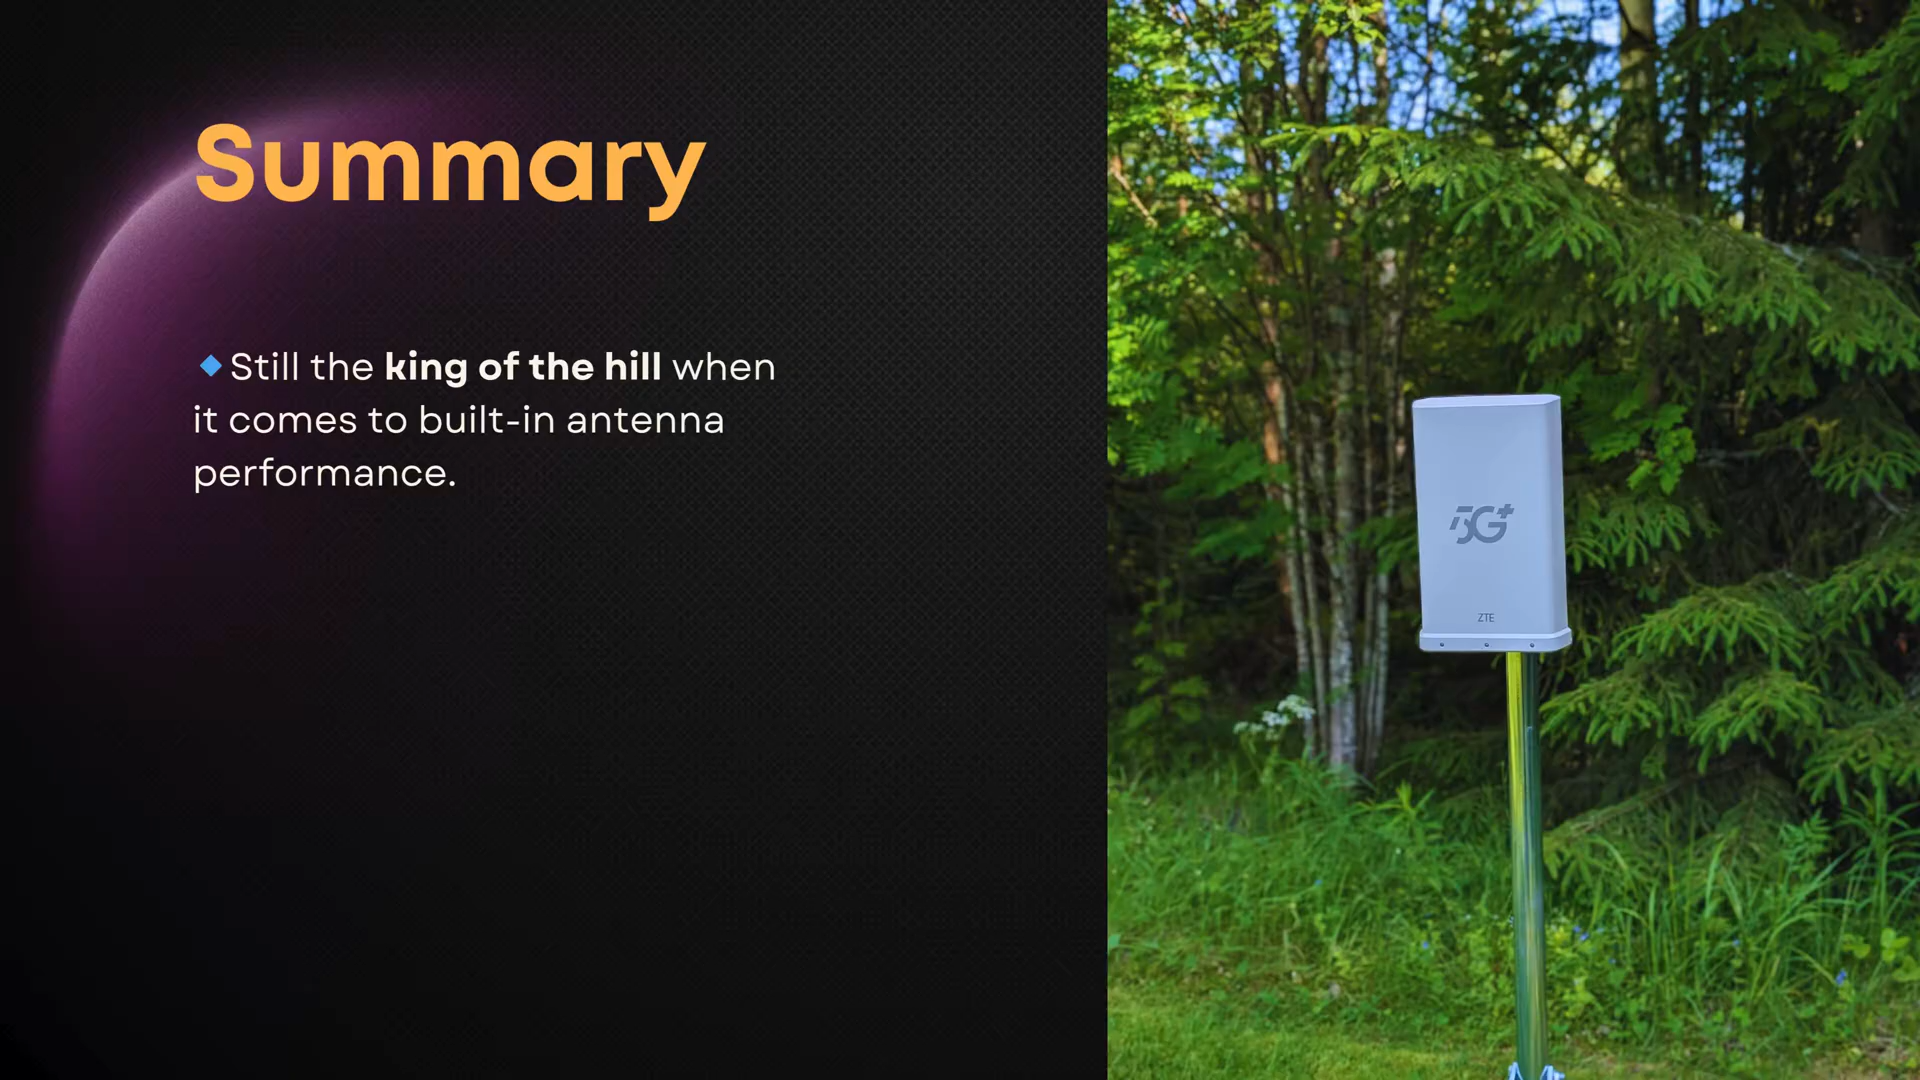 Summary
🔹Still the king of the hill when
it comes to built-in antenna
performance.
5G+
ZTE